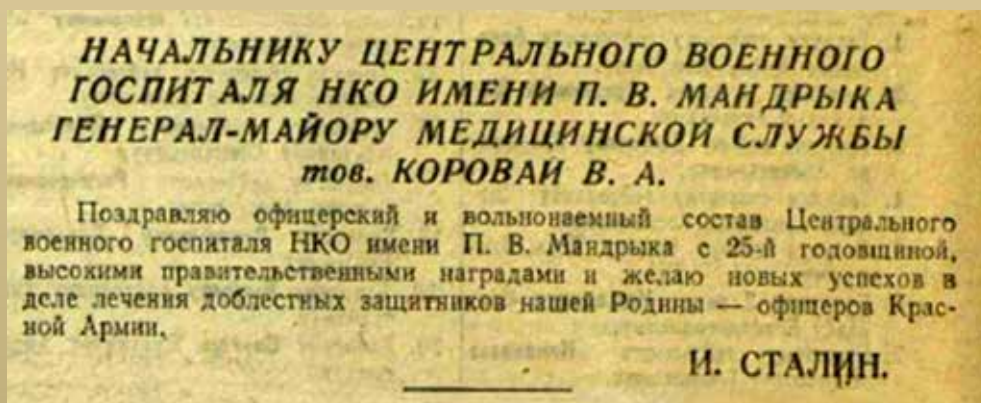 НАЧАЛЬНИКУ ЦЕНТРАЛЬНОГО ВОЕННОГО
ГОСПИТАЛЯ НКО ИМЕНИ П. В. МАНДРЫКА
ГЕНЕРАЛ-МАЙОРУ МЕДИЦИНСКОЙ СЛУЖБЫ
тов. КОРОВАЙ В. А.
Поздравляю офицерский и вольнонаемный состав Центрального
военного госпиталя НКО имени П. В. Мандрыка с 25-й годовщиной,
высокими правительственными наградами и желаю новых успехов в
деле лечения доблестных защитников нашей Родины — офицеров Крас-
ной Армии.
И. СТАЛИН.